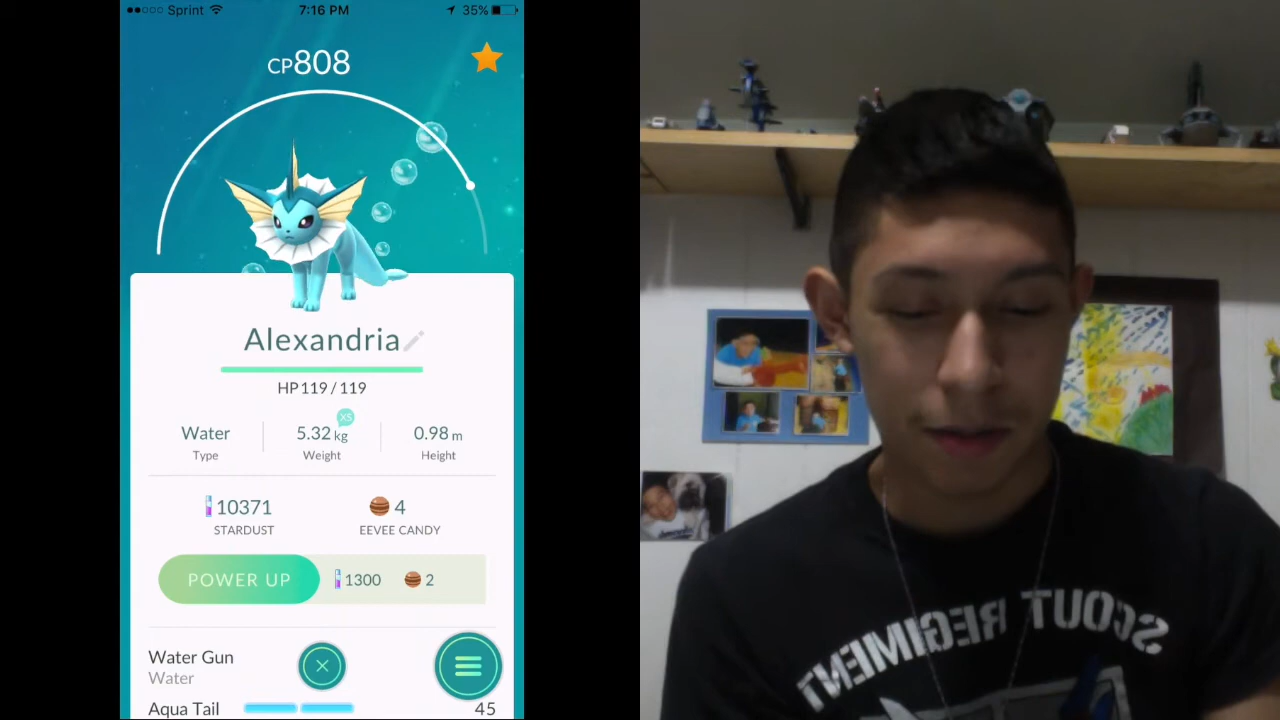 Sprint 7:16 PM 35%
CP808
Alexandria
HP 119 / 119
XS
Water 5.32 kg 0.98 m
Type Weight Height
10371 4
STARDUST EEVEE CANDY
POWER UP 1300 2
Water Gun
Water
Aqua Tail 45
SCOUT REGIMENT